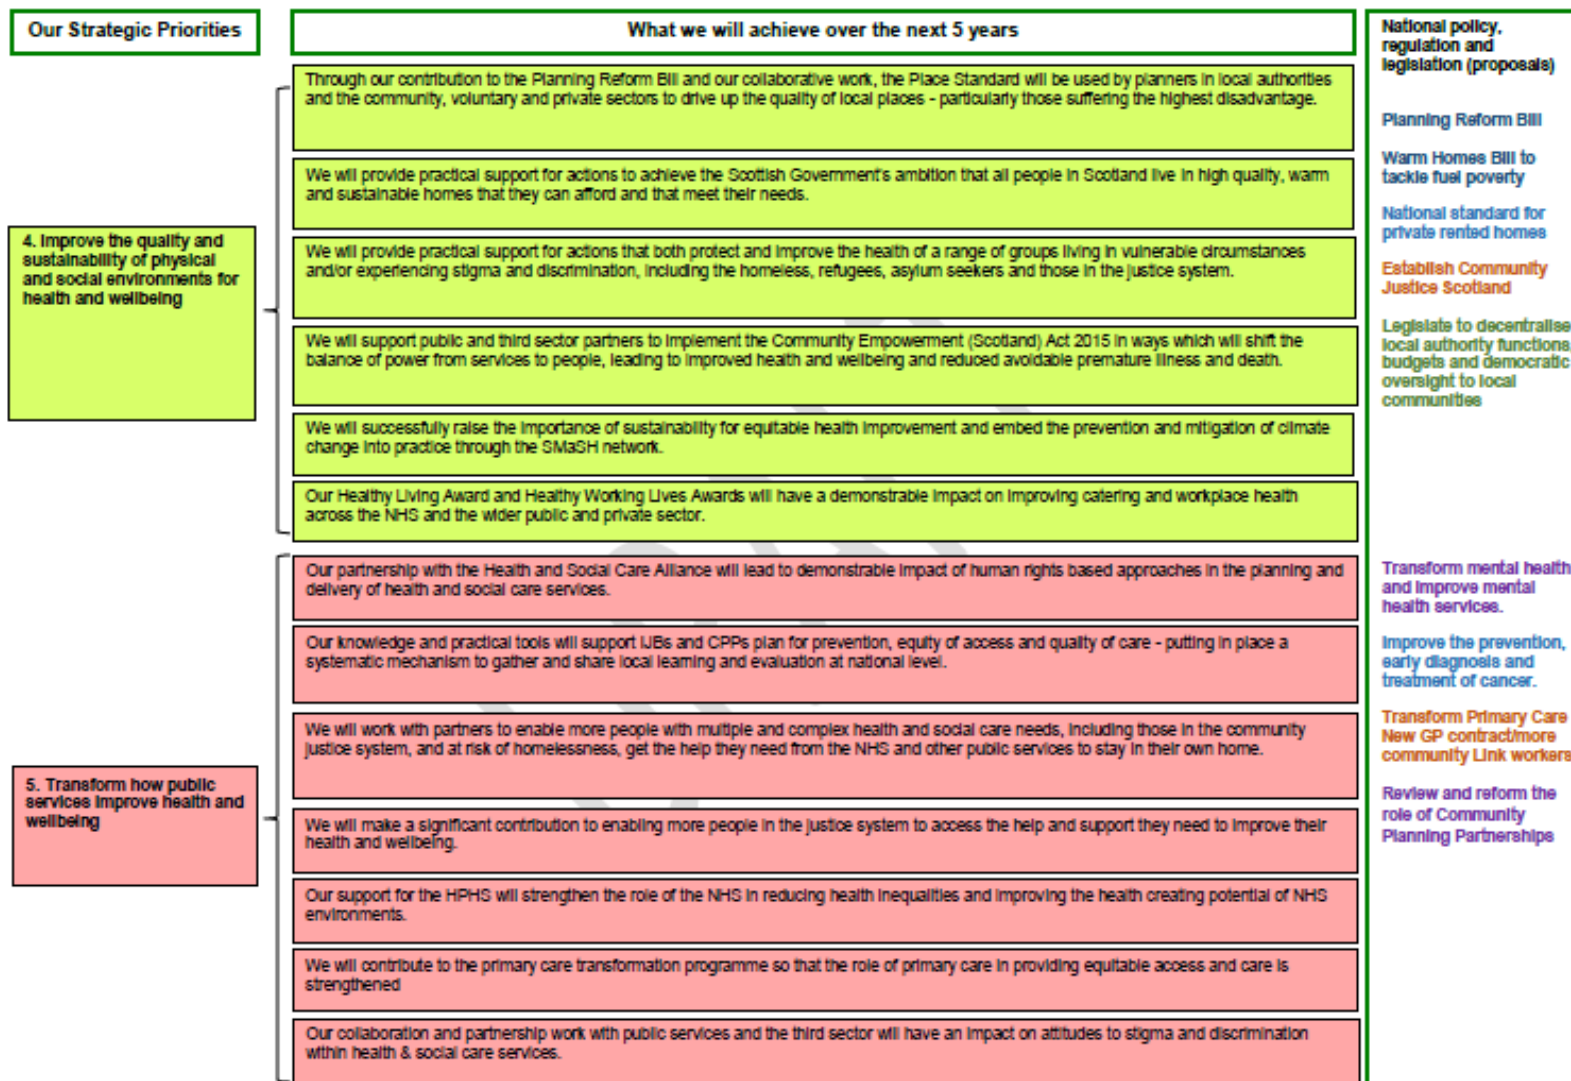 Our Strategic Priorities
What we will achieve over the next 5 years
National policy,
regulation and
legislation (proposals)
4. Improve the quality and
sustainability of physical
and social environments for
health and wellbeing
Through our contribution to the Planning Reform Bill and our collaborative work, the Place Standard will be used by planners in local authorities
and the community, voluntary and private sectors to drive up the quality of local places - particularly those suffering the highest disadvantage.
We will provide practical support for actions to achieve the Scottish Government's ambition that all people in Scotland live in high quality, warm
and sustainable homes that they can afford and that meet their needs.
We will provide practical support for actions that both protect and improve the health of a range of groups living in vulnerable circumstances
and/or experiencing stigma and discrimination, including the homeless, refugees, asylum seekers and those in the justice system.
We will support public and third sector partners to implement the Community Empowerment (Scotland) Act 2015 in ways which will shift the
balance of power from services to people, leading to improved health and wellbeing and reduced avoidable premature illness and death.
We will successfully raise the importance of sustainability for equitable health improvement and embed the prevention and mitigation of climate
change into practice through the SMaSH network.
Our Healthy Living Award and Healthy Working Lives Awards will have a demonstrable impact on improving catering and workplace health
across the NHS and the wider public and private sector.
Planning Reform Bill
Warm Homes Bill to
tackle fuel poverty
National standard for
private rented homes
Establish Community
Justice Scotland
Legislate to decentralise
local authority functions,
budgets and democratic
oversight to local
communities
5. Transform how public
services improve health and
wellbeing
Our partnership with the Health and Social Care Alliance will lead to demonstrable impact of human rights based approaches in the planning and
delivery of health and social care services.
Our knowledge and practical tools will support IJBs and CPPs plan for prevention, equity of access and quality of care - putting in place a
systematic mechanism to gather and share local learning and evaluation at national level.
We will work with partners to enable more people with multiple and complex health and social care needs, including those in the community
justice system, and at risk of homelessness, get the help they need from the NHS and other public services to stay in their own home.
We will make a significant contribution to enabling more people in the justice system to access the help and support they need to improve their
health and wellbeing.
Our support for the HPHS will strengthen the role of the NHS in reducing health inequalities and improving the health creating potential of NHS
environments.
We will contribute to the primary care transformation programme so that the role of primary care in providing equitable access and care is
strengthened
Our collaboration and partnership work with public services and the third sector will have an impact on attitudes to stigma and discrimination
within health & social care services.
Transform mental health
and improve mental
health services.
Improve the prevention,
early diagnosis and
treatment of cancer.
Transform Primary Care
New GP contract/more
community Link workers
Review and reform the
role of Community
Planning Partnerships